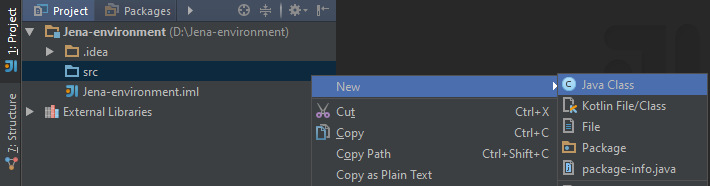 Project
Packages
1: Project
7: Structure
Jena-environment (D:\Jena-environment)
.idea
src
Jena-environment.iml
External Libraries
New
Cut Ctrl+X
Copy Ctrl+C
Copy Path Ctrl+Shift+C
Copy as Plain Text
Java Class
Kotlin File/Class
File
Package
package-info.java